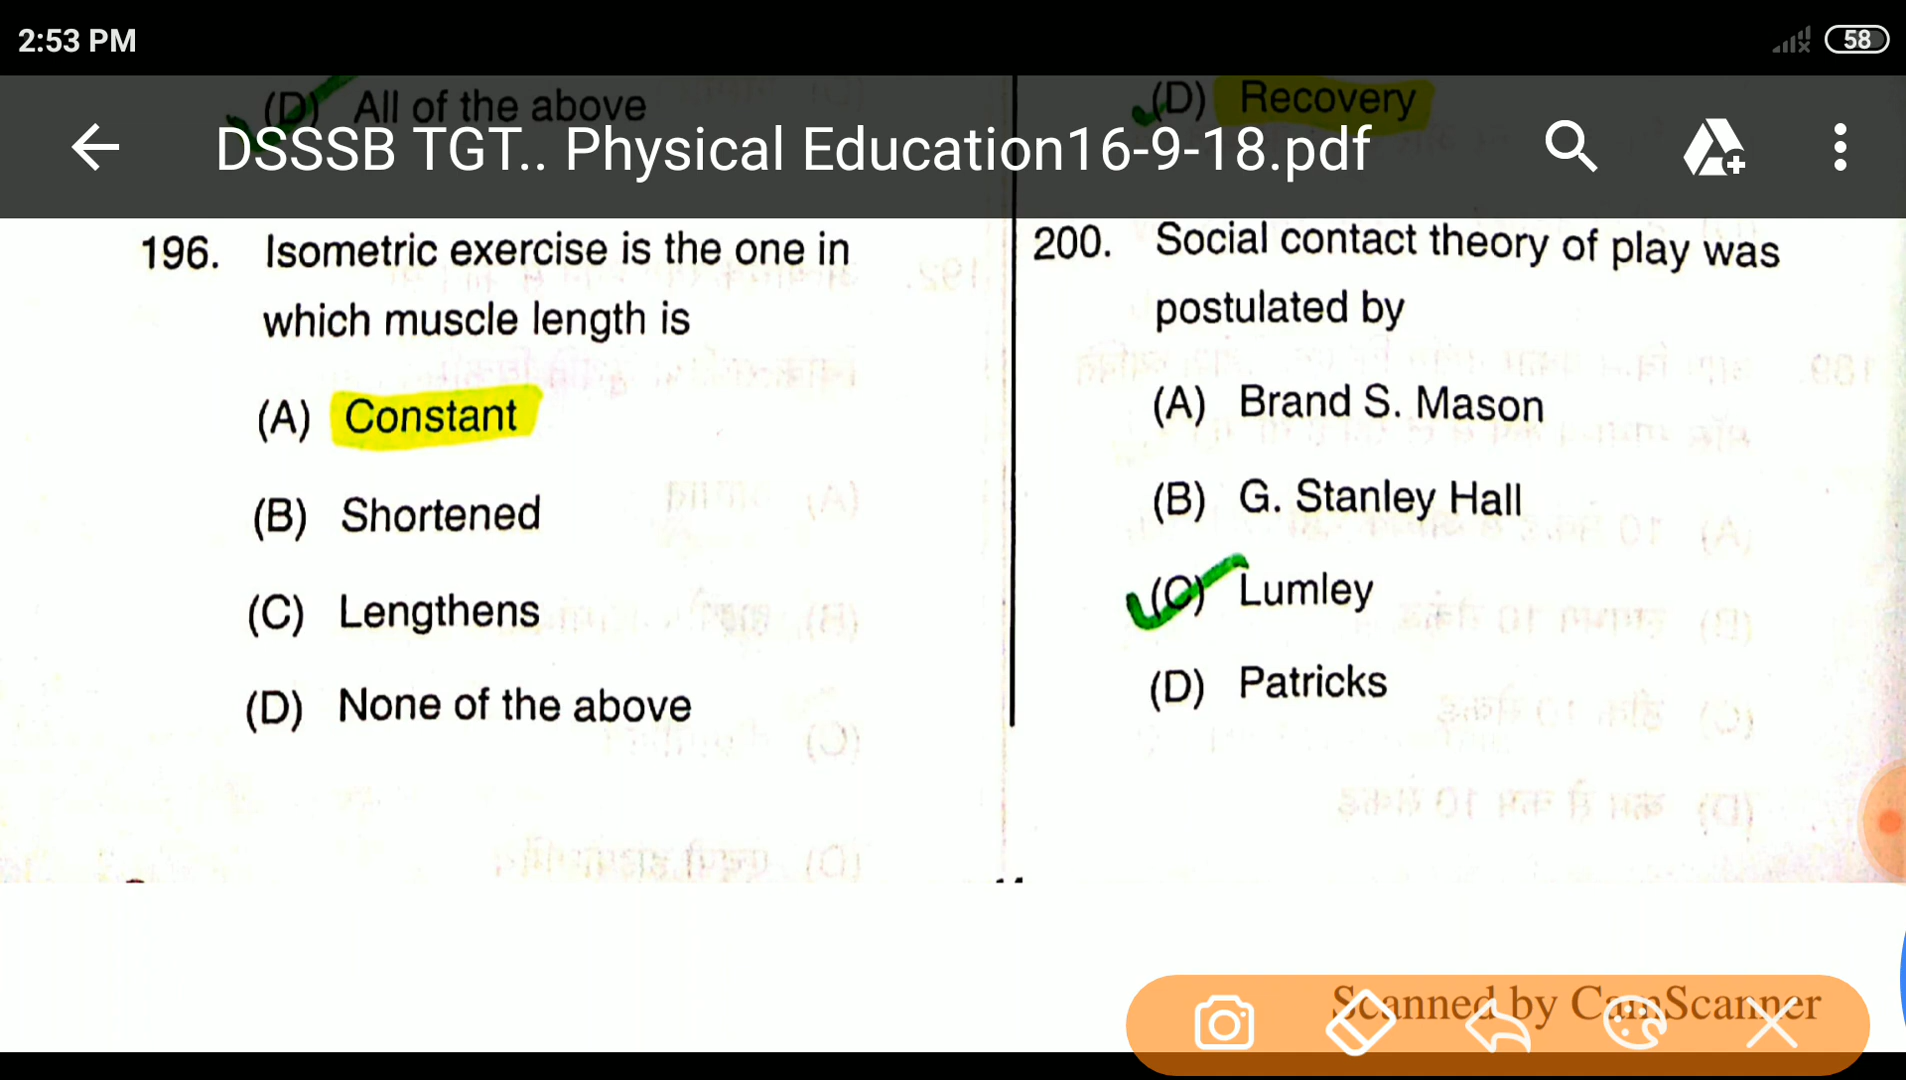 2:53 PM
58
(D) All of the above
(D) Recovery
DSSSB TGT.. Physical Education16-9-18.pdf
196. Isometric exercise is the one in
which muscle length is
(A) Constant
(B) Shortened
(C) Lengthens
(D) None of the above
200. Social contact theory of play was
postulated by
(A) Brand S. Mason
(B) G. Stanley Hall
(C) Lumley
(D) Patricks
Scanned by CamScanner